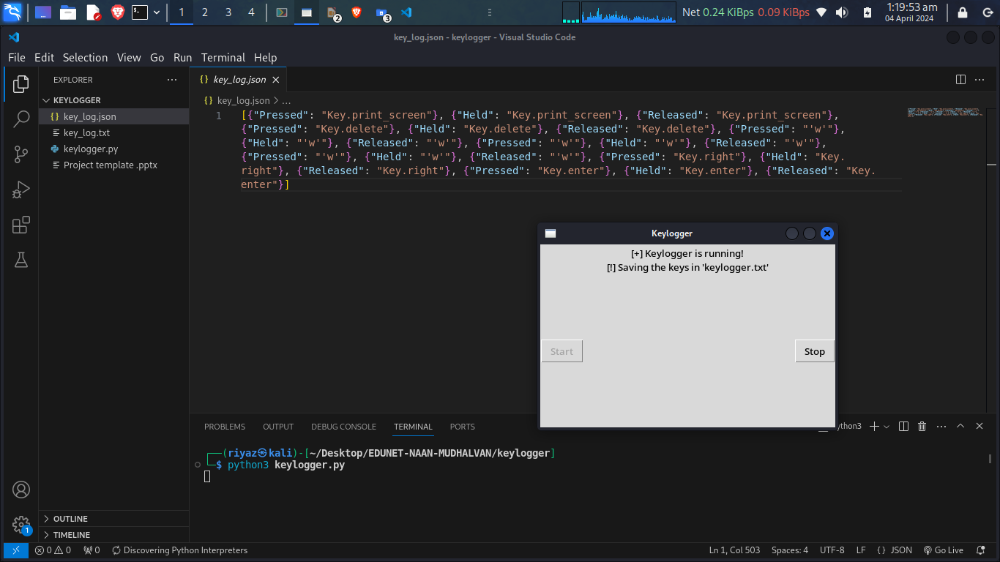 1 2 3 4 2 3 Net 0.24 KiBps 0.09 KiBps 1:19:53 am
04 April 2024
key_log.json - keylogger - Visual Studio Code
File Edit Selection View Go Run Terminal Help
EXPLORER ... {} key_log.json ...
KEYLOGGER
{} key_log.json > ...
{} key_log.json
key_log.txt
keylogger.py
Project template .pptx
1 [{"Pressed": "Key.print_screen"}, {"Held": "Key.print_screen"}, {"Released": "Key.print_screen"},
{"Pressed": "Key.delete"}, {"Held": "Key.delete"}, {"Released": "Key.delete"}, {"Pressed": "'w'"},
{"Held": "'w'"}, {"Released": "'w'"}, {"Pressed": "'w'"}, {"Held": "'w'"}, {"Released": "'w'"},
{"Pressed": "'w'"}, {"Held": "'w'"}, {"Released": "'w'"}, {"Pressed": "Key.right"}, {"Held": "Key.
right"}, {"Released": "Key.right"}, {"Pressed": "Key.enter"}, {"Held": "Key.enter"}, {"Released": "Key.
enter"}]
Keylogger
[+] Keylogger is running!
[!] Saving the keys in 'keylogger.txt'
Start Stop
PROBLEMS OUTPUT DEBUG CONSOLE TERMINAL PORTS ython3 ...
(riyaz㉿kali)-[~/Desktop/EDUNET-NAAN-MUDHALVAN/keylogger]
$ python3 keylogger.py
OUTLINE
1
TIMELINE
0 0 0 Discovering Python Interpreters Ln 1, Col 503 Spaces: 4 UTF-8 LF {} JSON Go Live